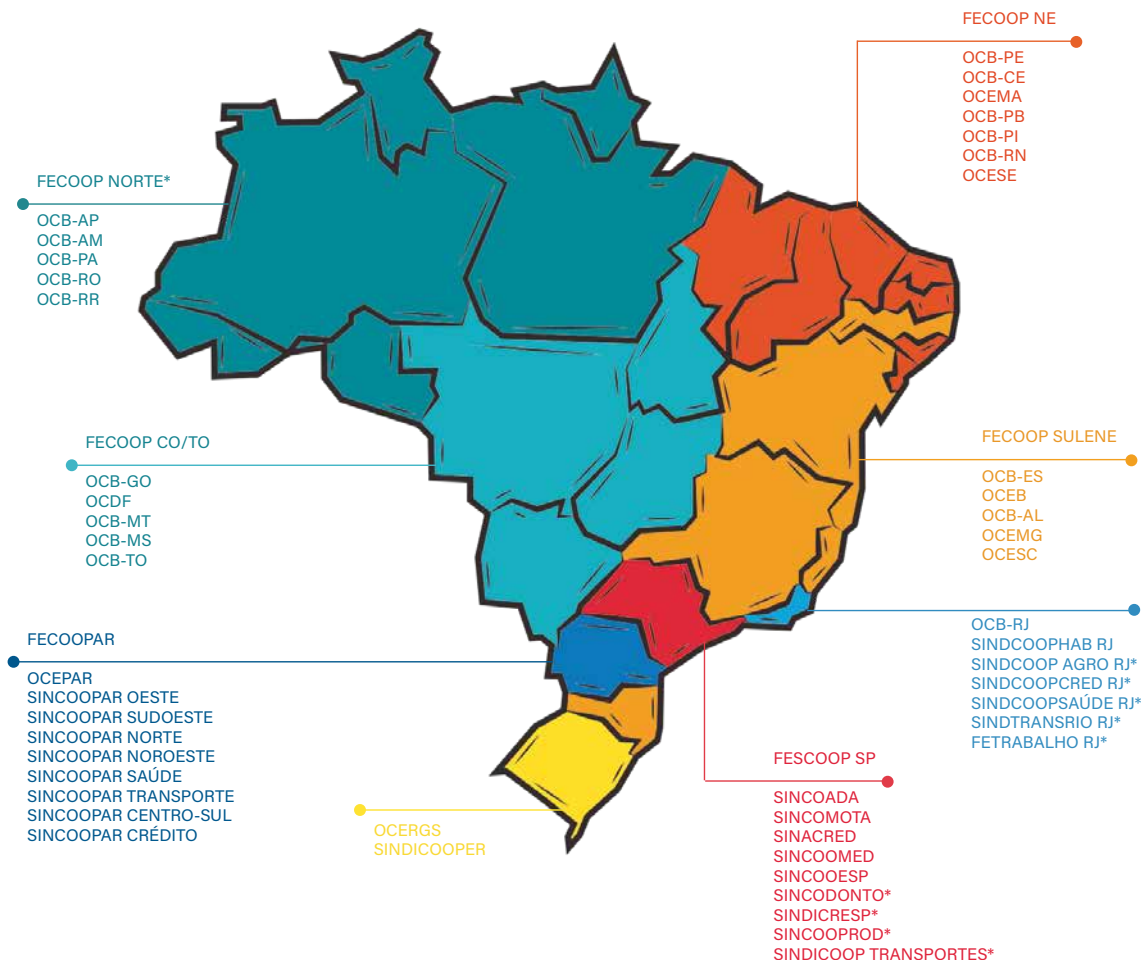 FECOOP NE
OCB-PE
OCB-CE
OCEMA
OCB-PB
OCB-PI
OCB-RN
OCESE
FECOOP NORTE*
OCB-AP
OCB-AM
OCB-PA
OCB-RO
OCB-RR
FECOOP CO/TO
OCB-GO
OCDF
OCB-MT
OCB-MS
OCB-TO
FECOOP SULENE
OCB-ES
OCEB
OCB-AL
OCEMG
OCESC
OCB-RJ
SINDCOOPHAB RJ
SINDCOOP AGRO RJ*
SINDCOOPCRED RJ*
SINDCOOPSAÚDE RJ*
SINDTRANSRIO RJ*
FETRABALHO RJ*
FECOOPAR
OCEPAR
SINCOOPAR OESTE
SINCOOPAR SUDOESTE
SINCOOPAR NORTE
SINCOOPAR NOROESTE
SINCOOPAR SAÚDE
SINCOOPAR TRANSPORTE
SINCOOPAR CENTRO-SUL
SINCOOPAR CRÉDITO
OCERGS
SINDICOOPER
FESCOOP SP
SINCOADA
SINCOMOTA
SINACRED
SINCOOMED
SINCOOESP
SINCODONTO*
SINDICRESP*
SINCOOPROD*
SINDICOOP TRANSPORTES*